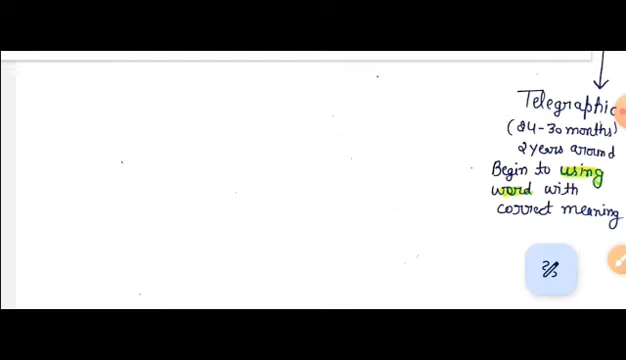 Telegraphic
(24-30 months)
2 years around
Begin to using
word with
correct meaning